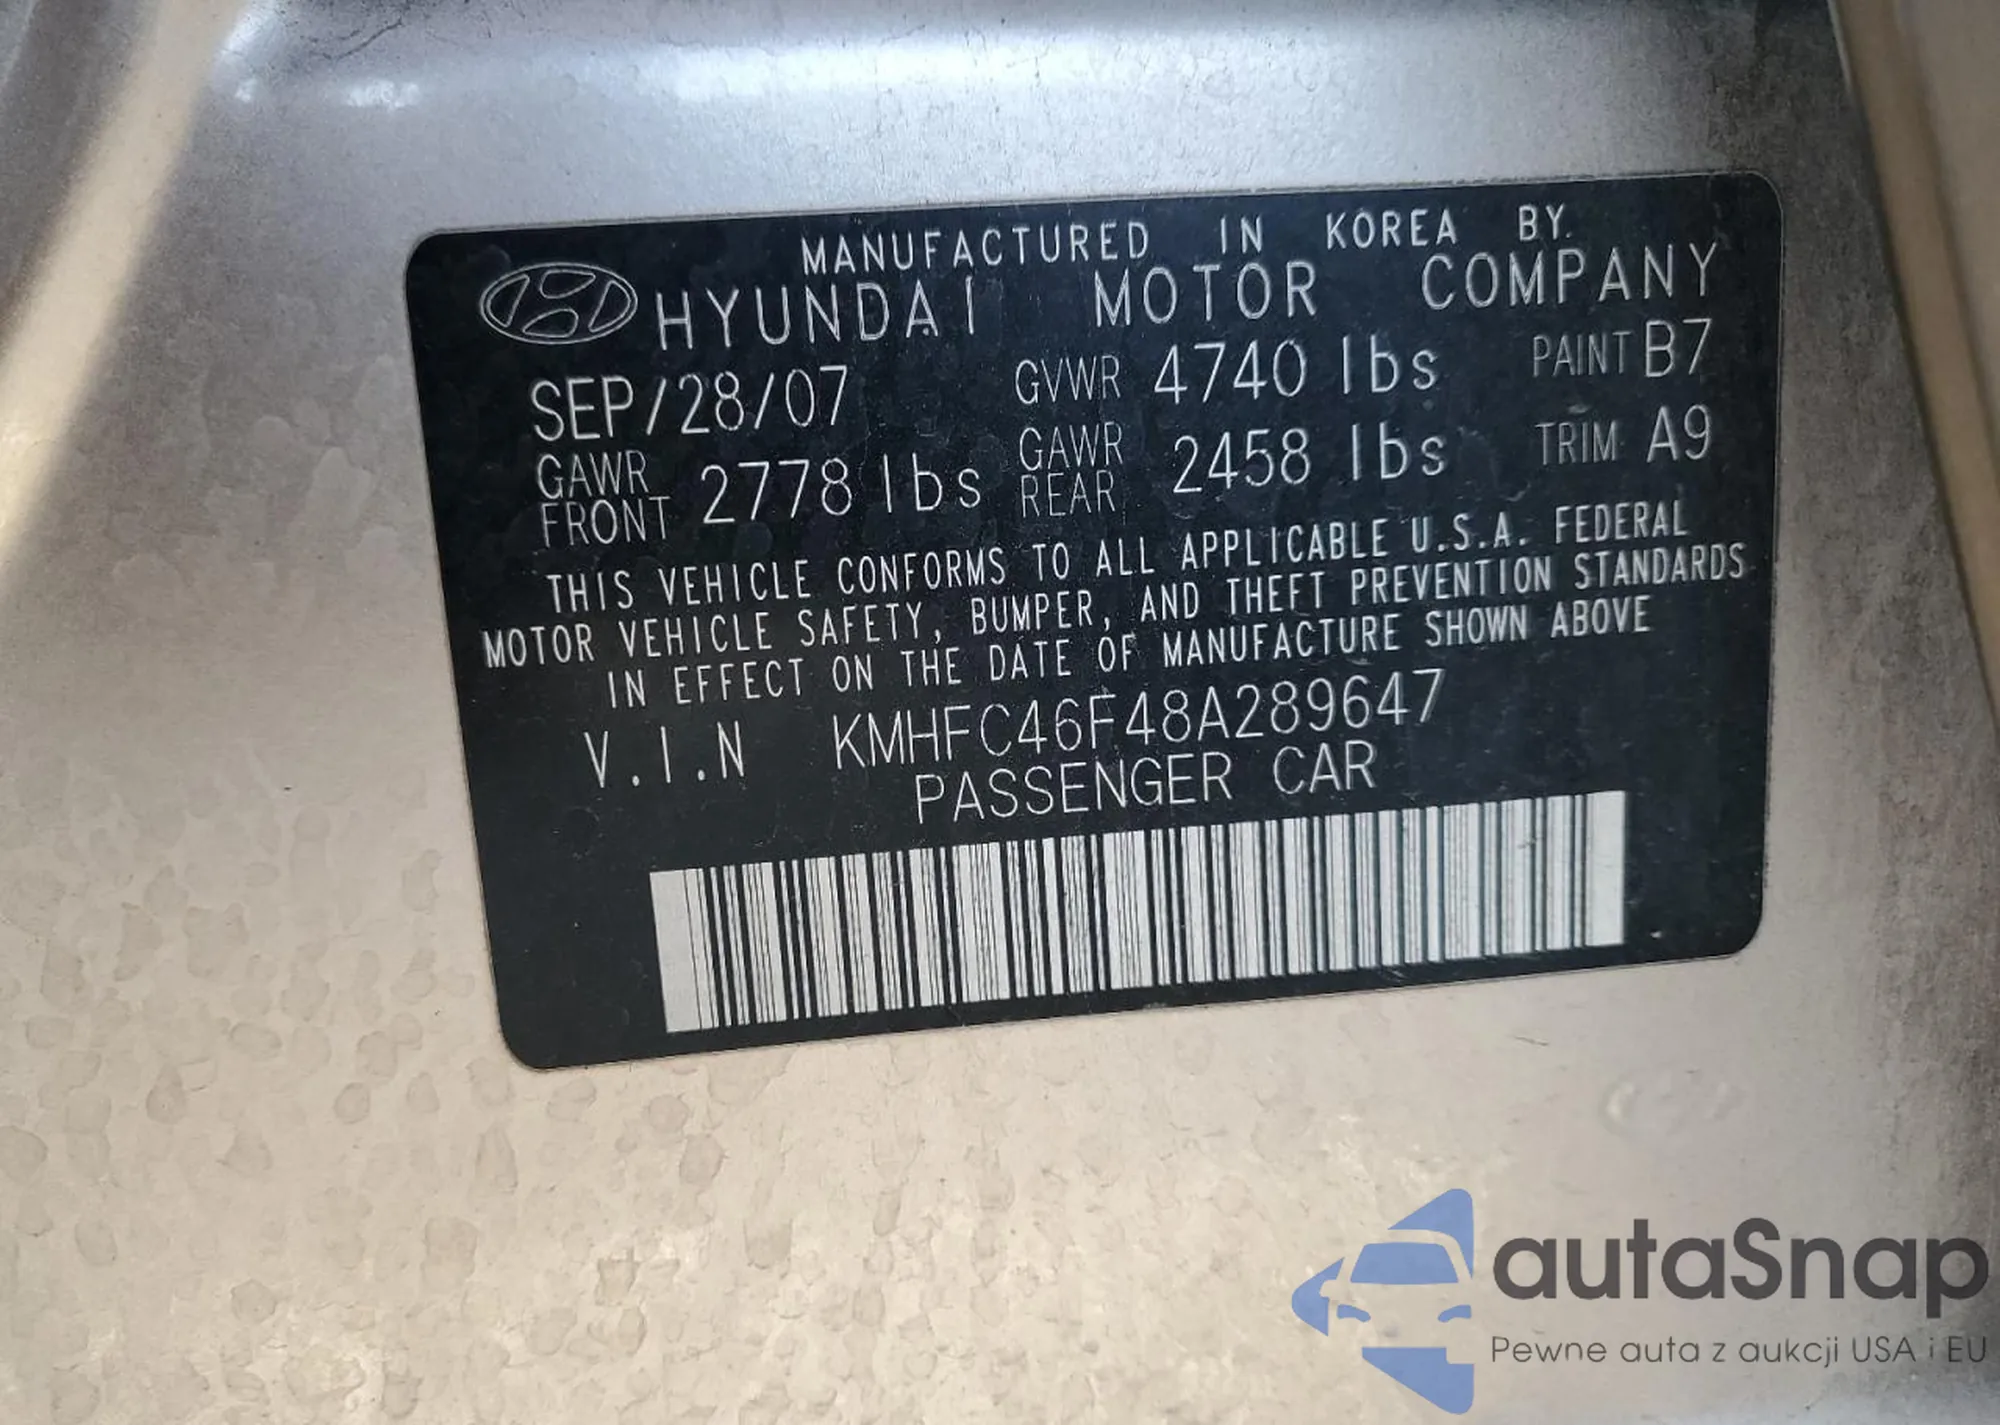 MANUFACTURED IN KOREA BY.
HYUNDAI MOTOR COMPANY
SEP/28/07 GVWR 4740 lbs PAINT B7
GAWR FRONT 2778 lbs GAWR REAR 2458 lbs TRIM A9
THIS VEHICLE CONFORMS TO ALL APPLICABLE U.S.A. FEDERAL
MOTOR VEHICLE SAFETY, BUMPER, AND THEFT PREVENTION STANDARDS
IN EFFECT ON THE DATE OF MANUFACTURE SHOWN ABOVE
V.I.N KMHFC46F48A289647
PASSENGER CAR
autaSnap
Pewne auta z aukcji USA i EU